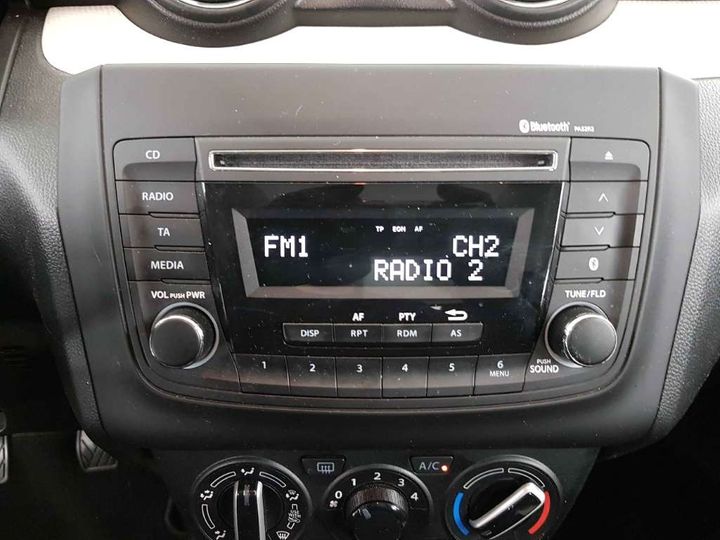 Bluetooth
PA53R3
CD
RADIO
TA
MEDIA
TP EON AF
FM1 CH2
RADIO 2
VOL PUSH PWR
TUNE/FLD
AF PTY
DISP RPT RDM AS
1 2 3 4 5 6
MENU
PUSH
SOUND
A/C
0 1 2 3 4